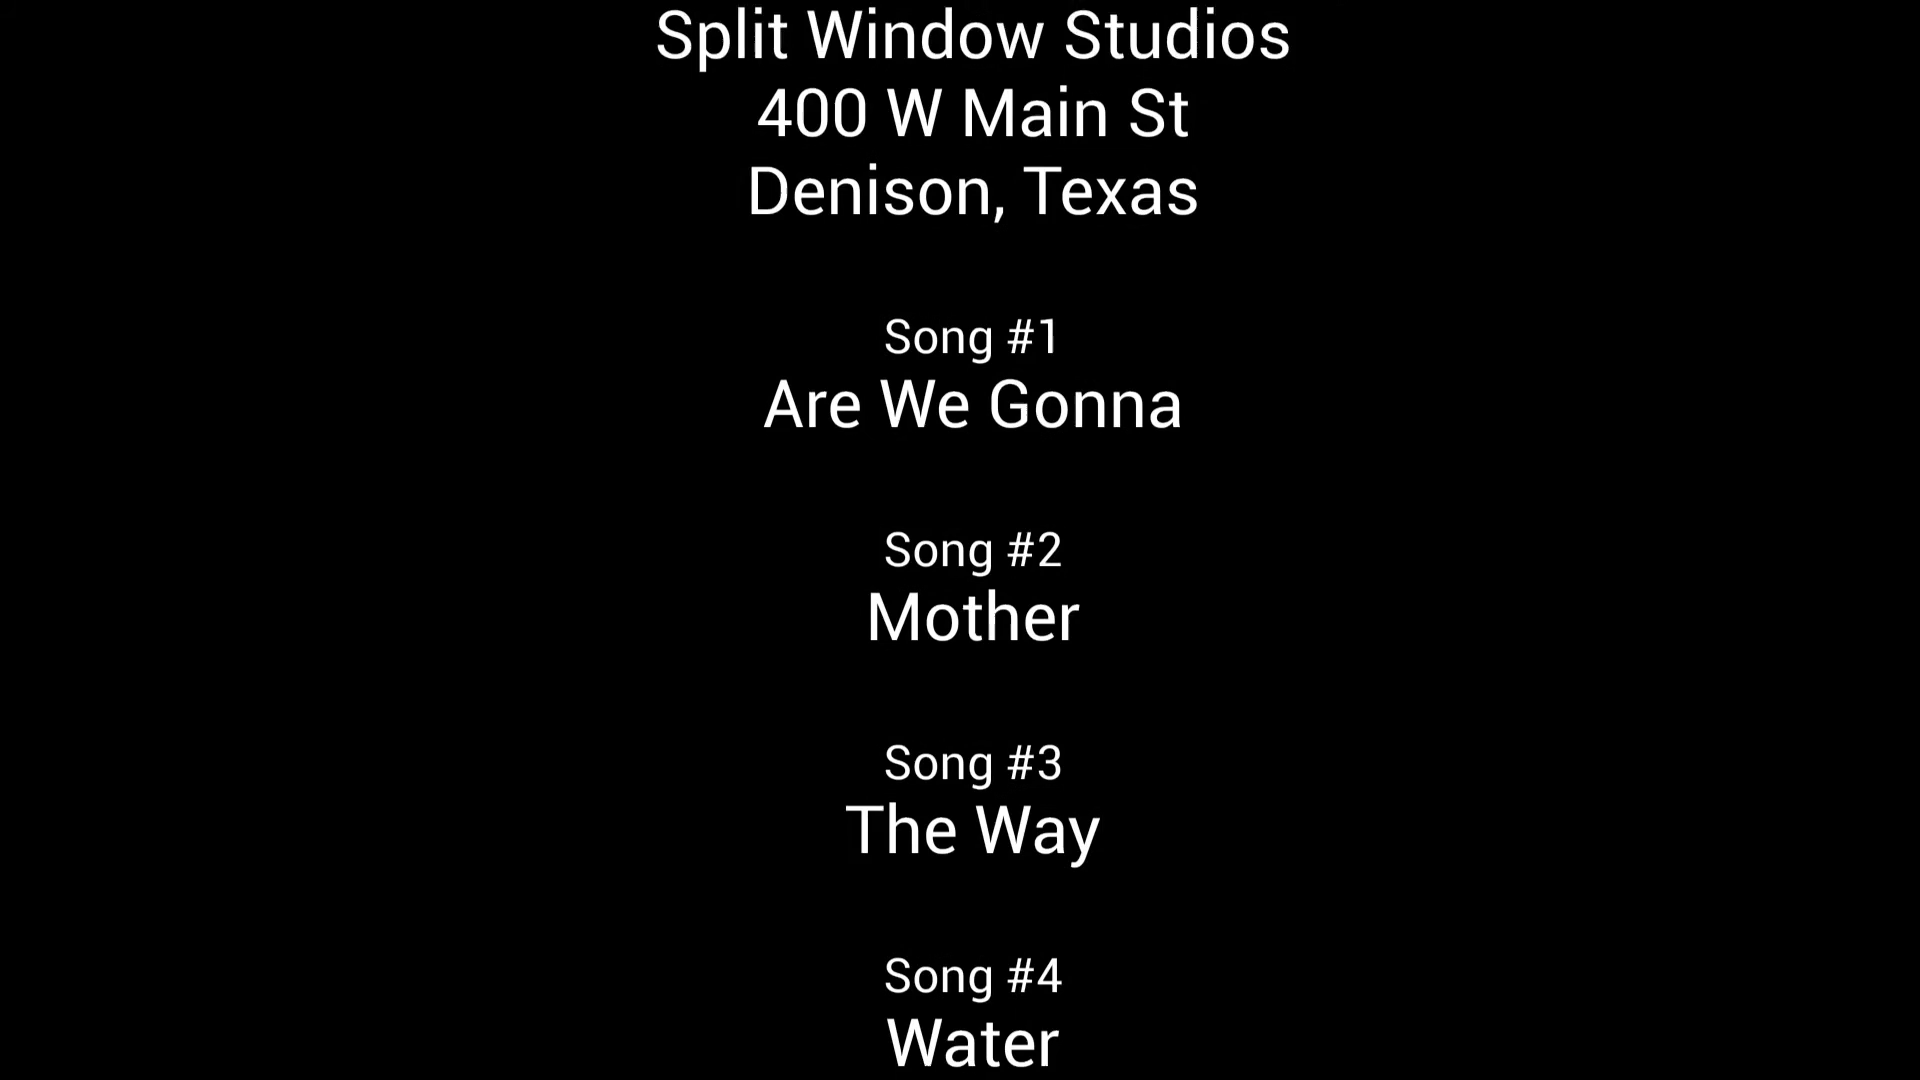 Split Window Studios
400 W Main St
Denison, Texas
Song #1
Are We Gonna
Song #2
Mother
Song #3
The Way
Song #4
Water